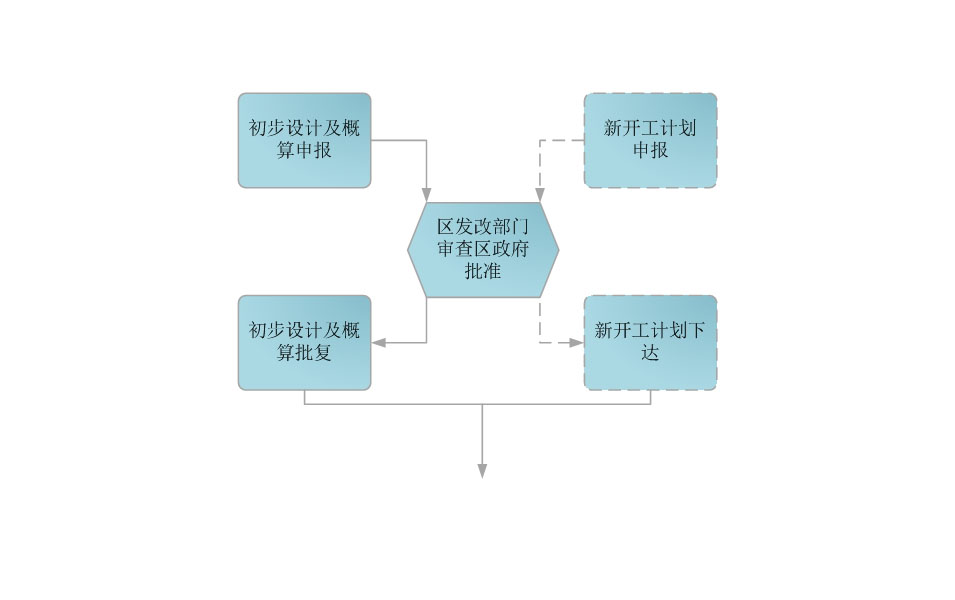 初步设计及概
算申报
新开工计划
申报
区发改部门
审查区政府
批准
初步设计及概
算批复
新开工计划下
达